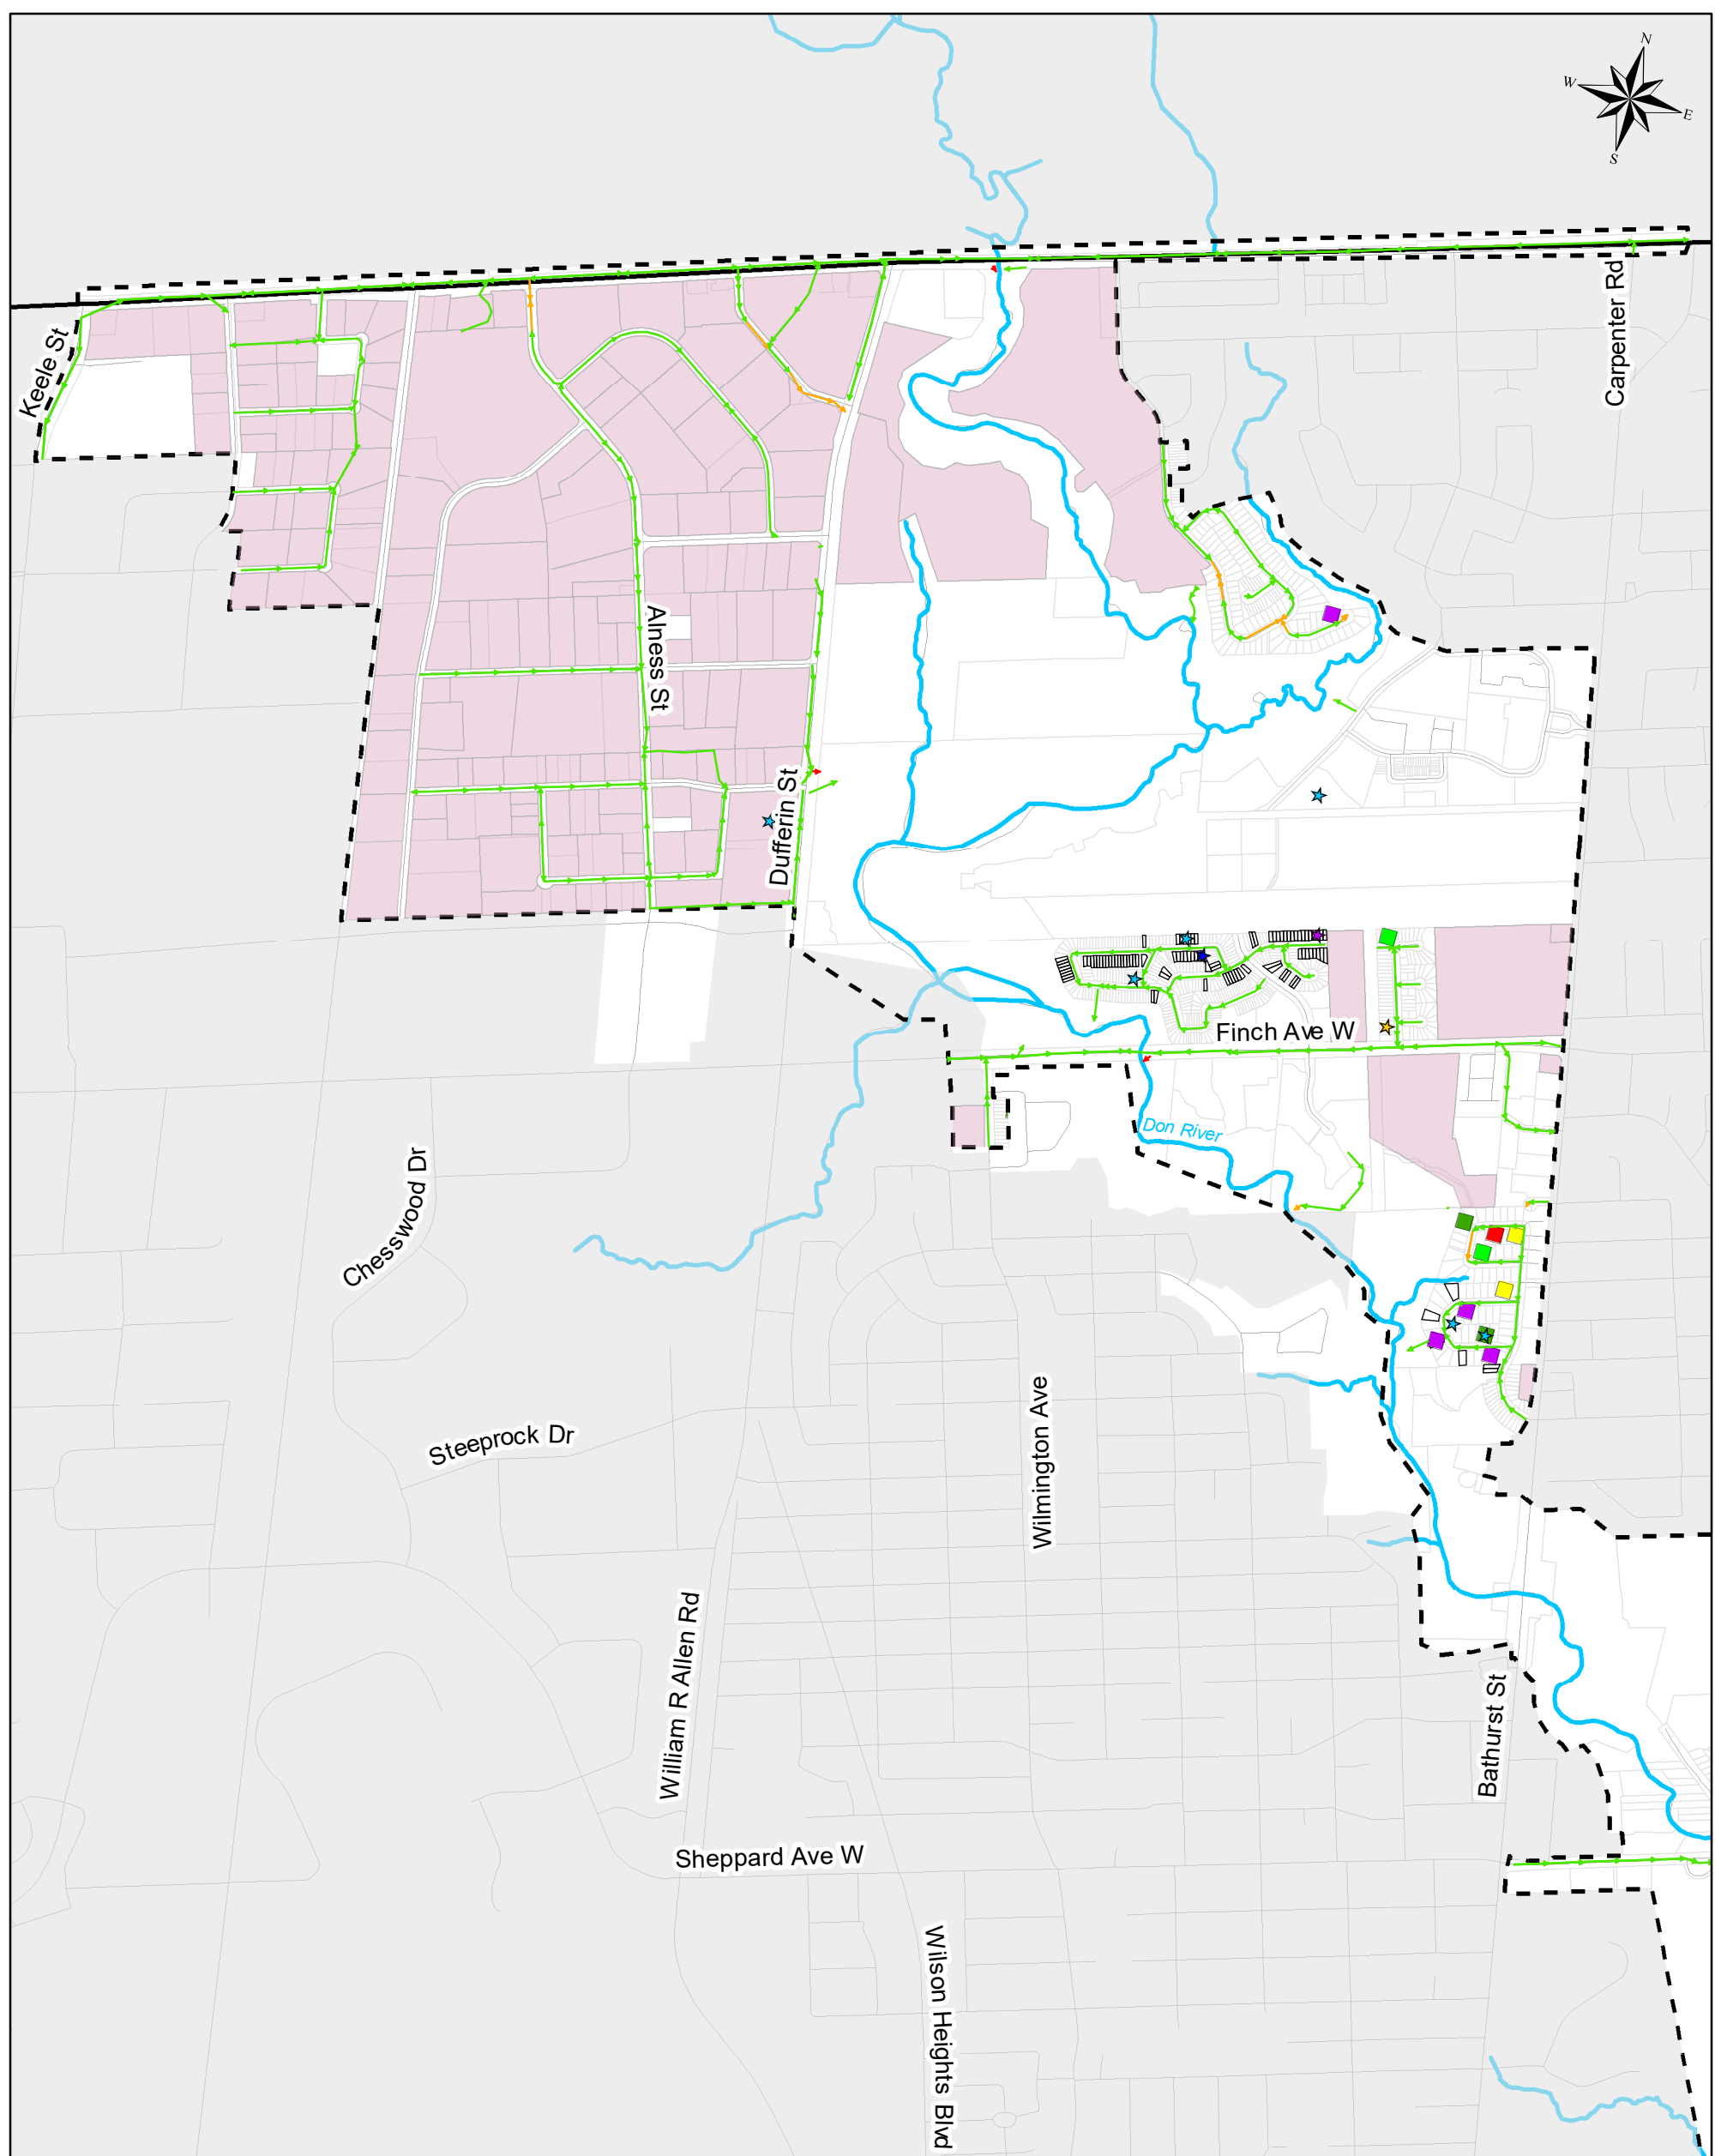 N
W
E
S
Keele St
Carpenter Rd
Alness St
Dufferin St
Finch Ave W
Don River
Chesswood Dr
Steeprock Dr
Wilmington Ave
William R Allen Rd
Bathurst St
Sheppard Ave W
Wilson Heights Blvd